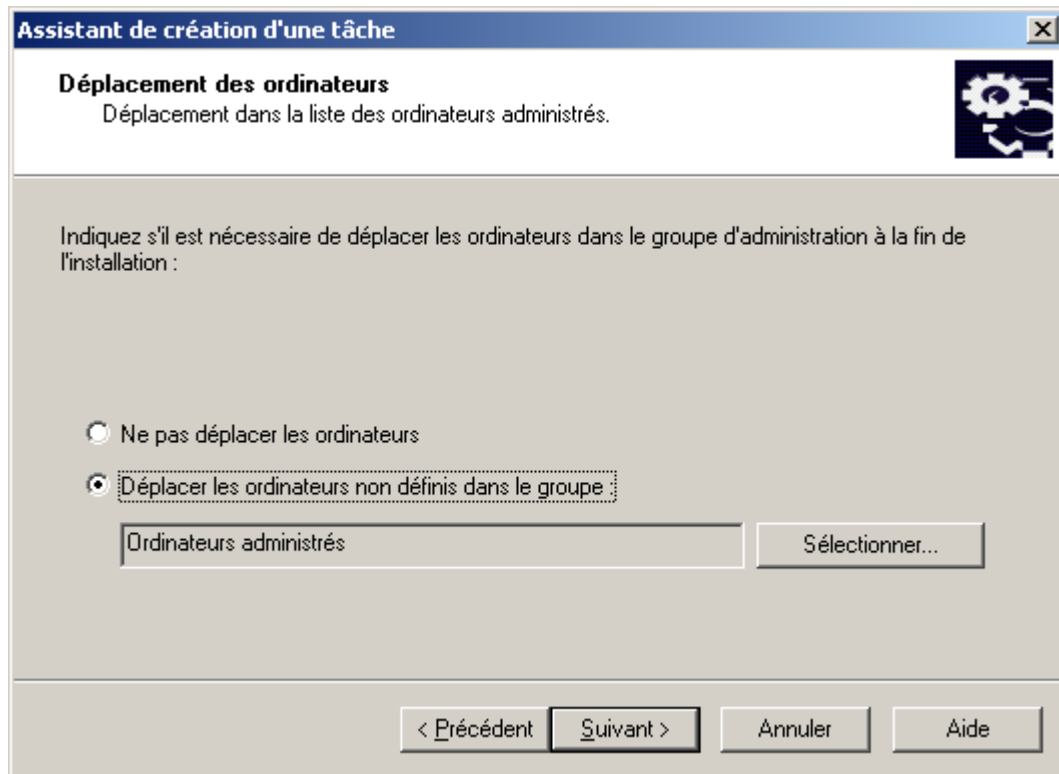 Assistant de création d'une tâche
Déplacement des ordinateurs
Déplacement dans la liste des ordinateurs administrés.
Indiquez s'il est nécessaire de déplacer les ordinateurs dans le groupe d'administration à la fin de
l'installation :
Ne pas déplacer les ordinateurs
Déplacer les ordinateurs non définis dans le groupe :
Ordinateurs administrés
Sélectionner...
< Précédent
Suivant >
Annuler
Aide